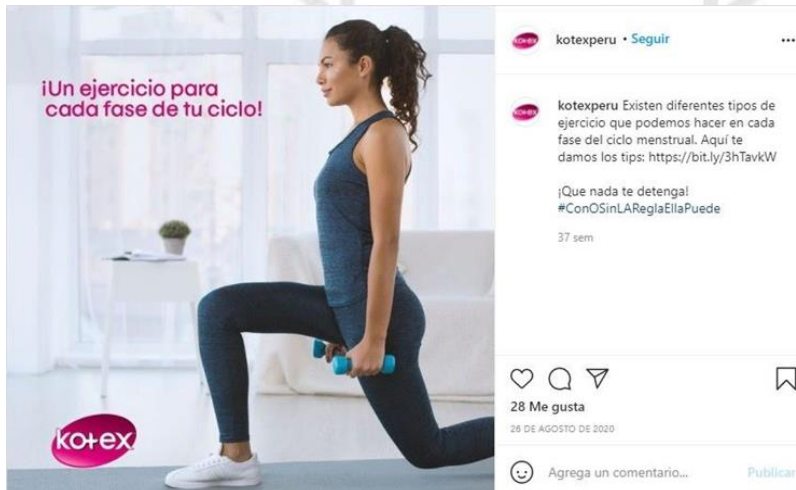 ¡Un ejercicio para
cada fase de tu ciclo!
kotex
kotex
kotexperu • Seguir
kotex
kotexperu Existen diferentes tipos de
ejercicio que podemos hacer en cada
fase del ciclo menstrual. Aquí te
damos los tips: https://bit.ly/3hTavkW
¡Que nada te detenga!
#ConOSinLAReglaEllaPuede
37 sem
28 Me gusta
26 DE AGOSTO DE 2020
Agrega un comentario...
Publicar